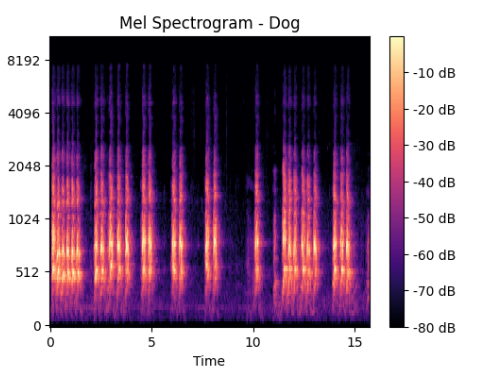 Mel Spectrogram - Dog
8192
4096
2048
1024
512
0
0 5 10 15
Time
-10 dB
-20 dB
-30 dB
-40 dB
-50 dB
-60 dB
-70 dB
-80 dB